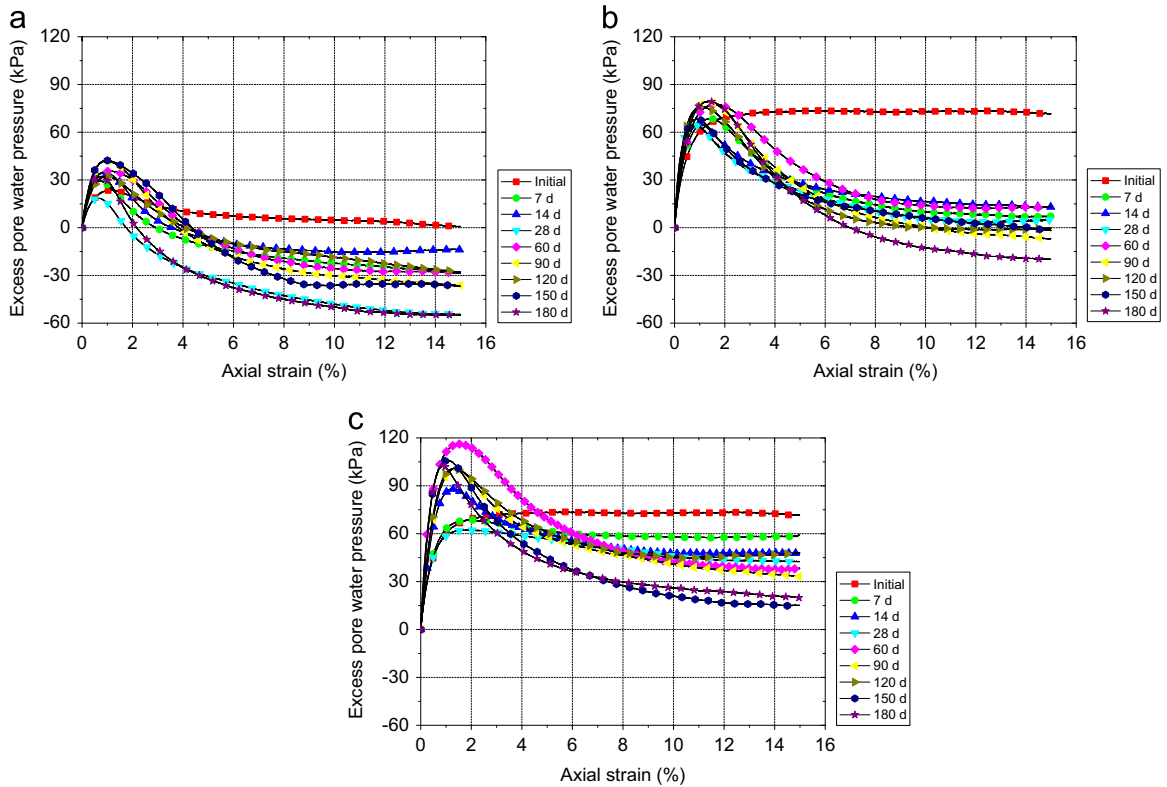 a
Excess pore water pressure (kPa)
120
90
60
30
0
-30
-60
0 2 4 6 8 10 12 14 16
Axial strain (%)
Initial
7 d
14 d
28 d
60 d
90 d
120 d
150 d
180 d
b
Excess pore water pressure (kPa)
120
90
60
30
0
-30
-60
0 2 4 6 8 10 12 14 16
Axial strain (%)
Initial
7 d
14 d
28 d
60 d
90 d
120 d
150 d
180 d
c
Excess pore water pressure (kPa)
120
90
60
30
0
-30
-60
0 2 4 6 8 10 12 14 16
Axial strain (%)
Initial
7 d
14 d
28 d
60 d
90 d
120 d
150 d
180 d